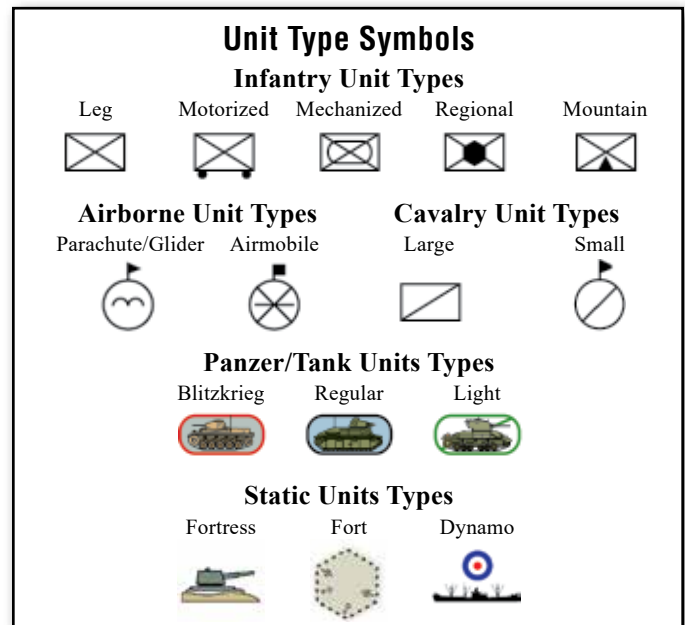 Unit Type Symbols
Infantry Unit Types
Leg Motorized Mechanized Regional Mountain
Airborne Unit Types Cavalry Unit Types
Parachute/Glider Airmobile Large Small
Panzer/Tank Units Types
Blitzkrieg Regular Light
Static Units Types
Fortress Fort Dynamo